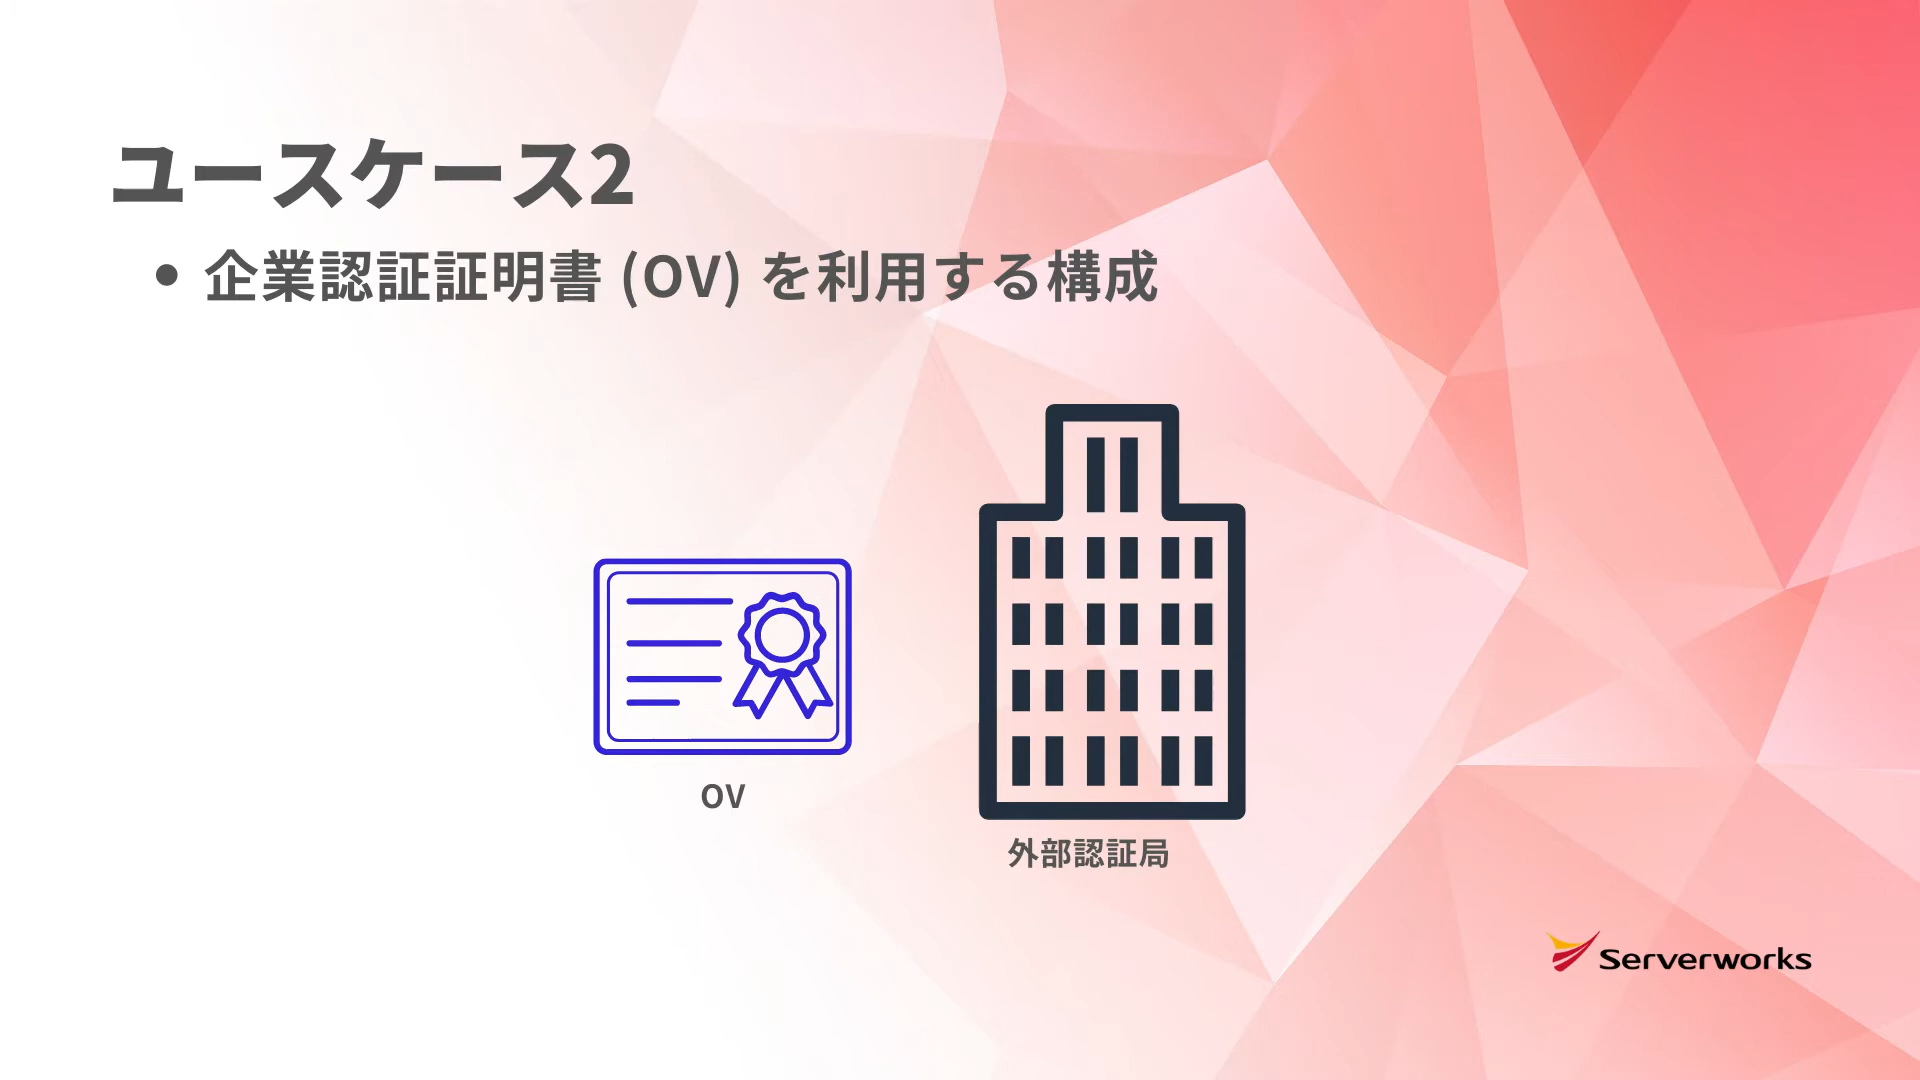 ユースケース2
• 企業認証証明書 (OV) を利用する構成
OV
外部認証局
Serverworks